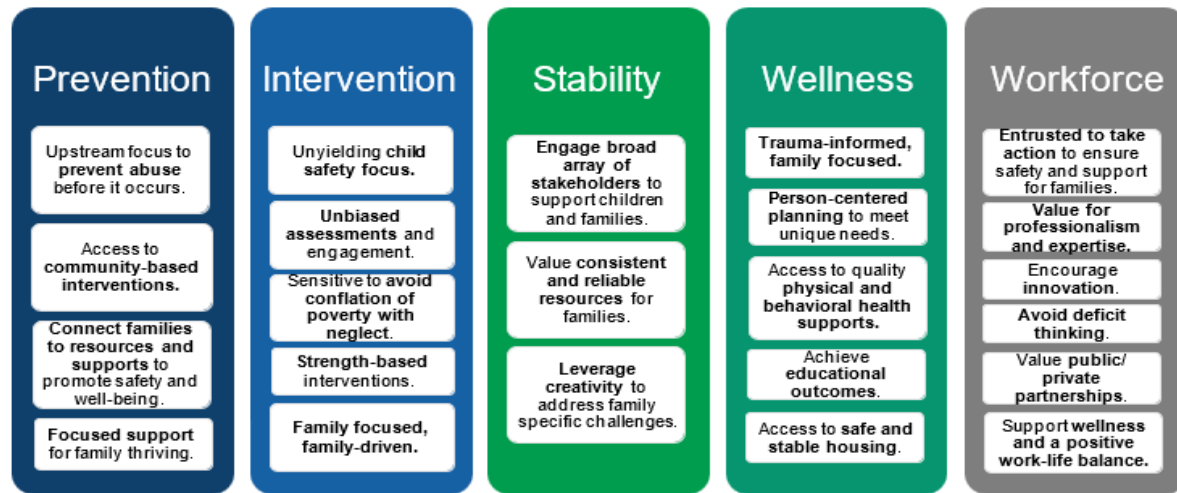 Prevention
Upstream focus to
prevent abuse
before it occurs.
Access to
community-based
interventions.
Connect families
to resources and
supports to
promote safety and
well-being.
Focused support
for family thriving.
Intervention
Unyielding child
safety focus.
Unbiased
assessments and
engagement.
Sensitive to avoid
conflation of
poverty with
neglect.
Strength-based
interventions.
Family focused,
family-driven.
Stability
Engage broad
array of
stakeholders to
support children
and families.
Value consistent
and reliable
resources for
families.
Leverage
creativity to
address family
specific challenges.
Wellness
Trauma-informed,
family focused.
Person-centered
planning to meet
unique needs.
Access to quality
physical and
behavioral health
supports.
Achieve
educational
outcomes.
Access to safe and
stable housing.
Workforce
Entrusted to take
action to ensure
safety and support
for families.
Value for
professionalism
and expertise.
Encourage
innovation.
Avoid deficit
thinking.
Value public/
private
partnerships.
Support wellness
and a positive
work-life balance.